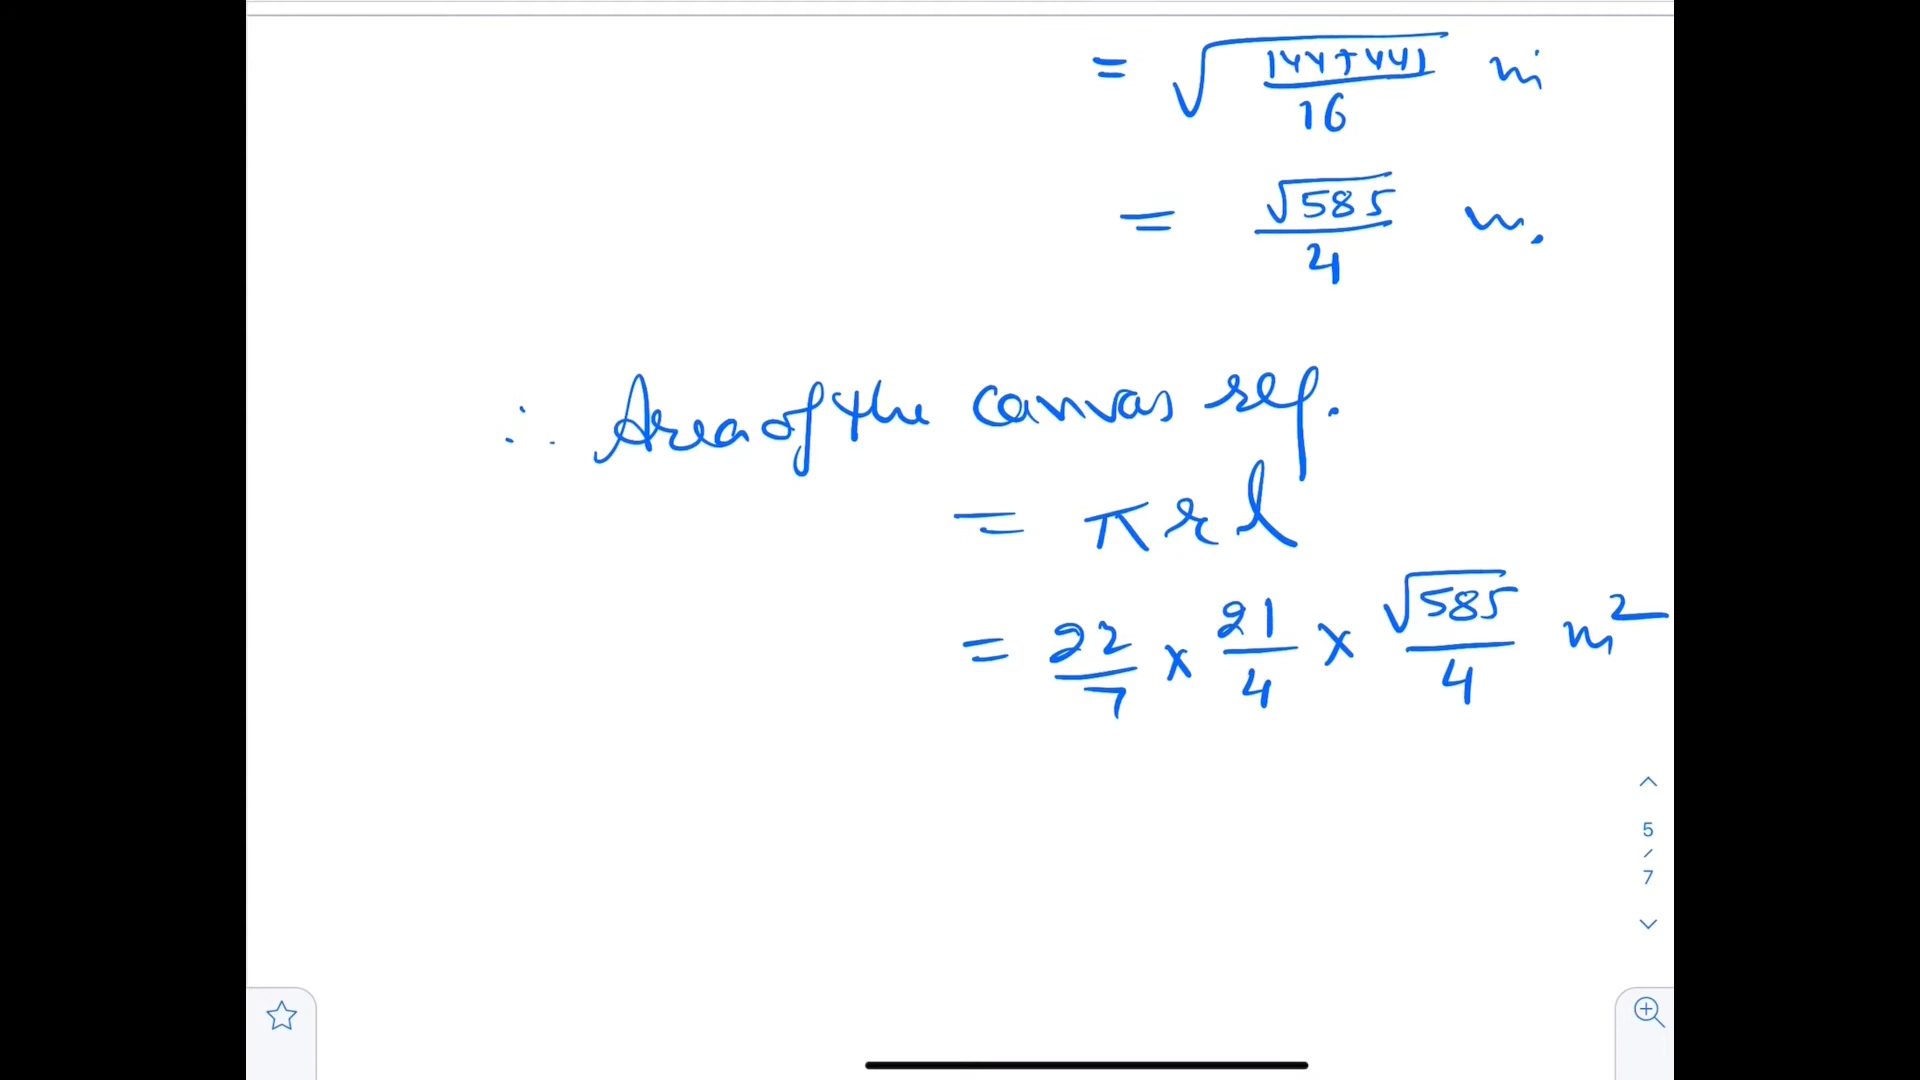 = √(144+441)/16 m
= √585/4 m.
∴ Area of the canvas req.
= π r l
= 22/7 × 21/4 × √585/4 m²
5
/
7